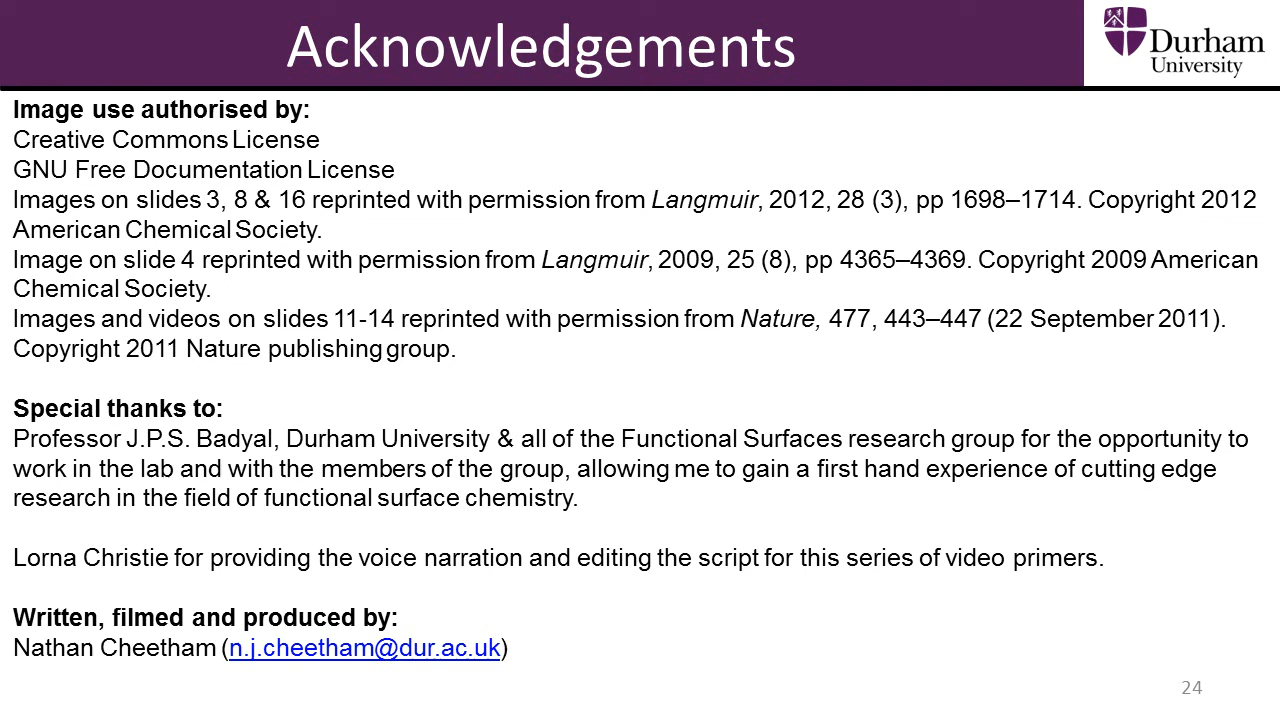 Acknowledgements
Durham
University
Image use authorised by:
Creative Commons License
GNU Free Documentation License
Images on slides 3, 8 & 16 reprinted with permission from Langmuir, 2012, 28 (3), pp 1698–1714. Copyright 2012
American Chemical Society.
Image on slide 4 reprinted with permission from Langmuir, 2009, 25 (8), pp 4365–4369. Copyright 2009 American
Chemical Society.
Images and videos on slides 11-14 reprinted with permission from Nature, 477, 443–447 (22 September 2011).
Copyright 2011 Nature publishing group.
Special thanks to:
Professor J.P.S. Badyal, Durham University & all of the Functional Surfaces research group for the opportunity to
work in the lab and with the members of the group, allowing me to gain a first hand experience of cutting edge
research in the field of functional surface chemistry.
Lorna Christie for providing the voice narration and editing the script for this series of video primers.
Written, filmed and produced by:
Nathan Cheetham (n.j.cheetham@dur.ac.uk)
24